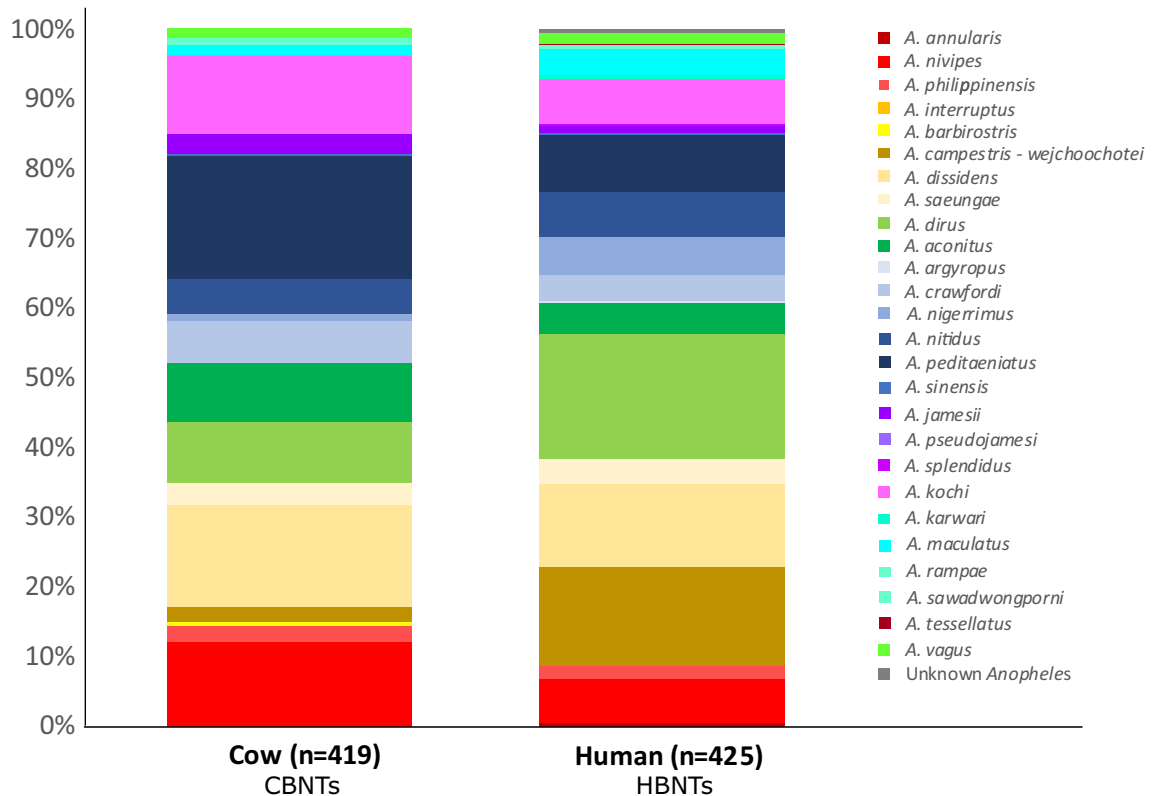 100%
90%
80%
70%
60%
50%
40%
30%
20%
10%
0%
Cow (n=419)
CBNTs
Human (n=425)
HBNTs
A. annularis
A. nivipes
A. philippinensis
A. interruptus
A. barbirostris
A. campestris - wejchoochotei
A. dissidens
A. saeungae
A. dirus
A. aconitus
A. argyropus
A. crawfordi
A. nigerrimus
A. nitidus
A. peditaeniatus
A. sinensis
A. jamesii
A. pseudojamesi
A. splendidus
A. kochi
A. karwari
A. maculatus
A. rampae
A. sawadwongporni
A. tessellatus
A. vagus
Unknown Anopheles